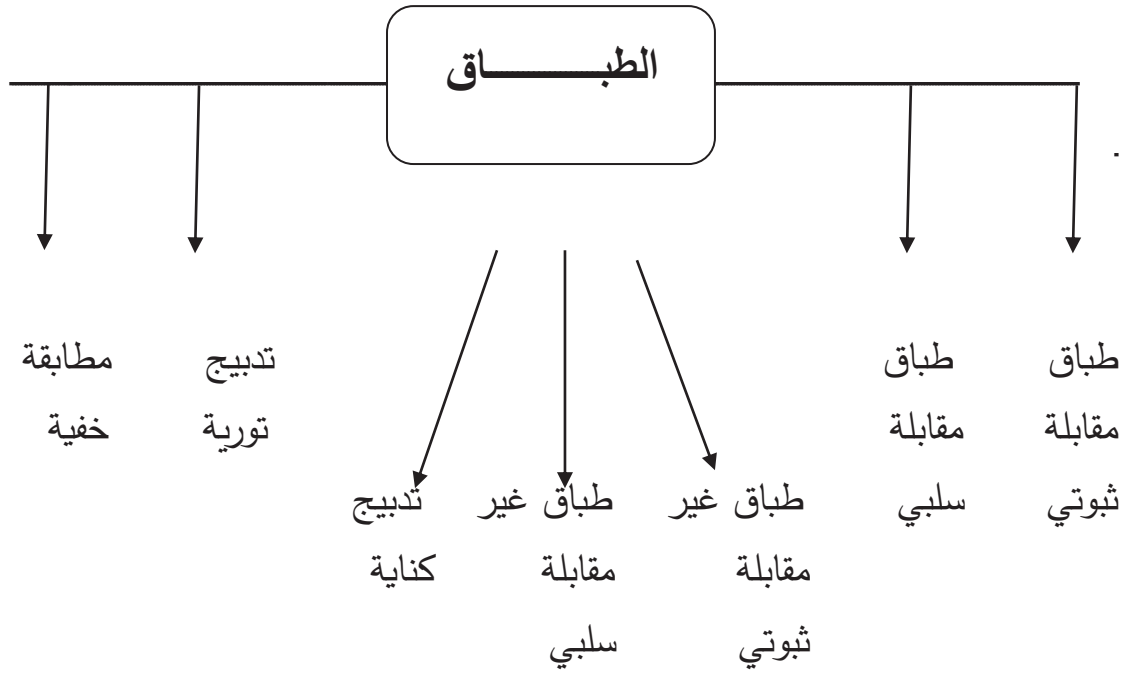 الطبـــــــــــاق
.
طباق
مقابلة
ثبوتي
طباق
مقابلة
سلبي
طباق غير
مقابلة
ثبوتي
طباق غير
مقابلة
سلبي
تدبيج
كناية
تدبيج
تورية
مطابقة
خفية